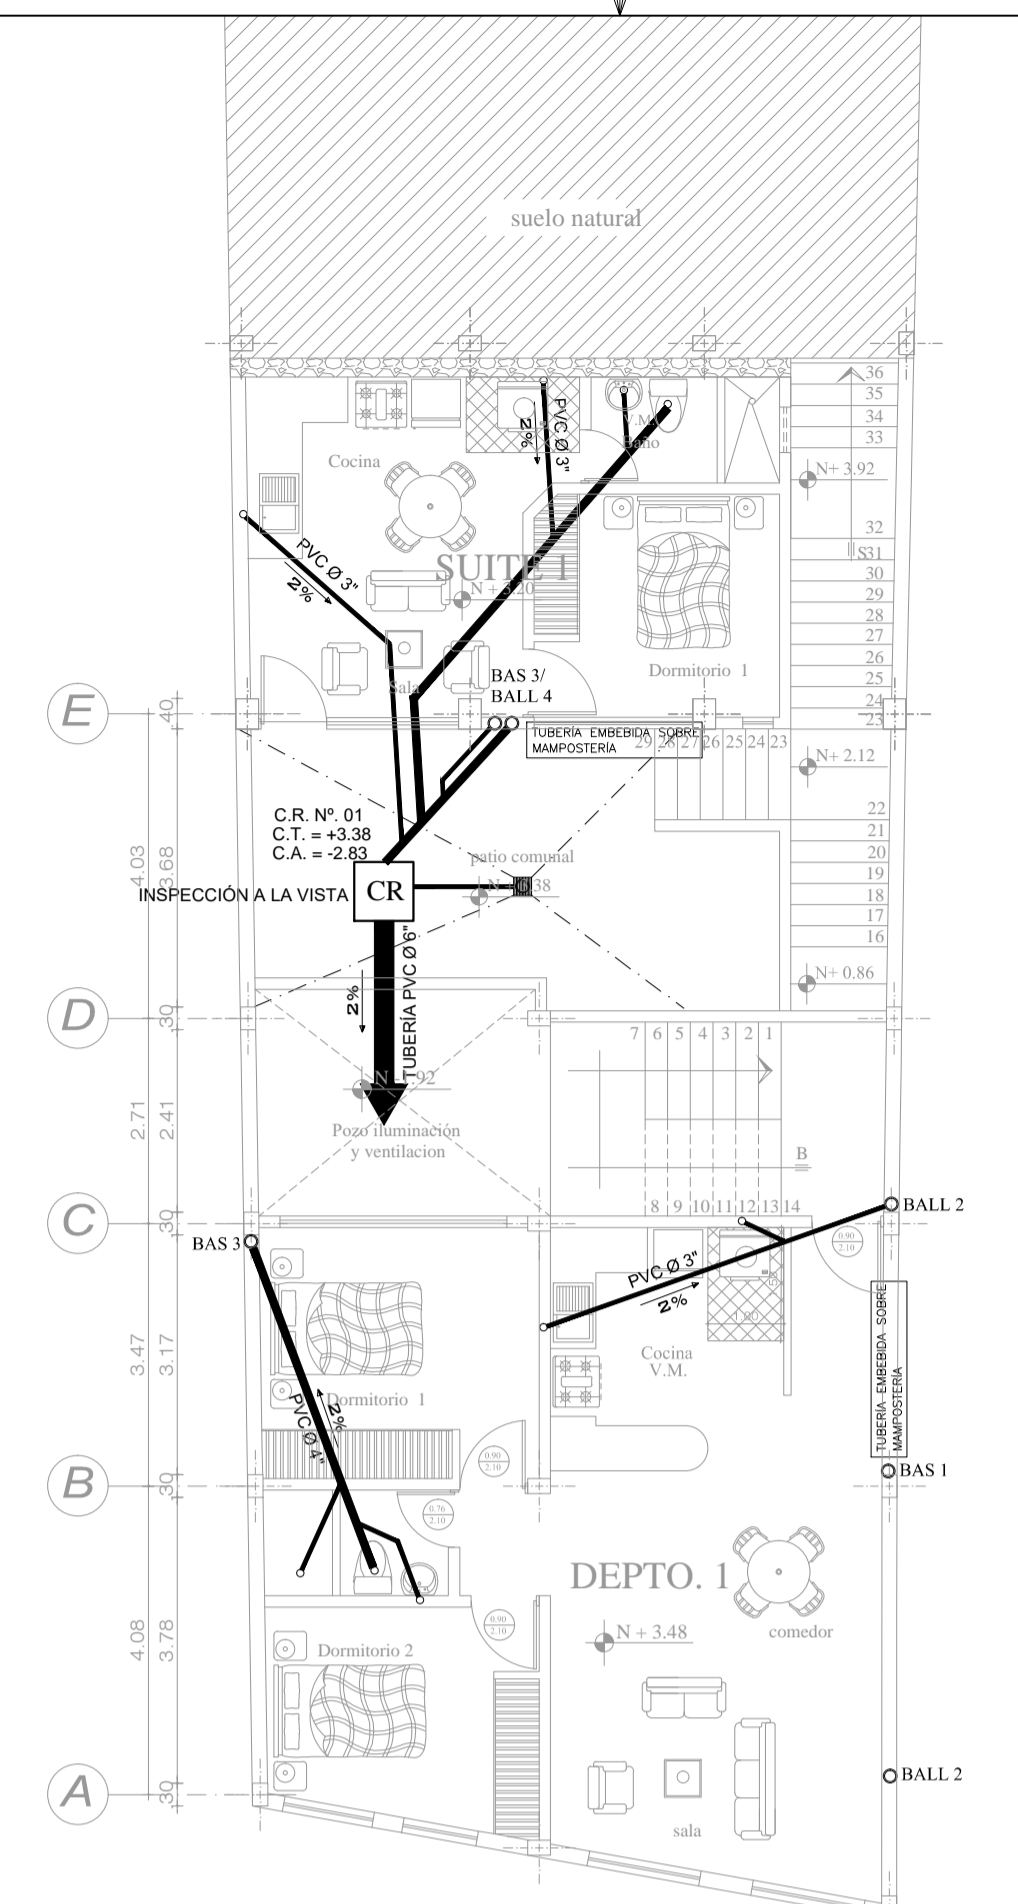 suelo natural
36
35
34
33
32
S31
30
29
28
27
26
25
24
23
N+ 3.92
PVC Ø 3"
2%
V.M.
Baño
Cocina
PVC Ø 3"
2%
SUITE 1
N + 3.20
Dormitorio 1
Sala
BAS 3/
BALL 4
TUBERÍA EMBEBIDA SOBRE
MAMPOSTERÍA
29 28 27 26 25 24 23
E
.40
N+ 2.12
22
21
20
19
18
17
16
C.R. Nº. 01
C.T. = +3.38
C.A. = -2.83
INSPECCIÓN A LA VISTA
CR
patio comunal
4.03
3.68
TUBERÍA PVC Ø 6"
2%
N+ 0.86
D
.30
7 6 5 4 3 2 1
Pozo iluminación
y ventilacion
2.71
2.41
B
8 9 10 11 12 13 14
C
.30
BAS 3
BALL 2
0.90
2.10
PVC Ø 3"
2%
1.00
Cocina
V.M.
TUBERÍA EMBEBIDA SOBRE
MAMPOSTERÍA
3.47
3.17
Dormitorio 1
PVC Ø 4"
2%
0.90
2.10
BAS 1
B
.30
0.76
2.10
DEPTO. 1
0.90
2.10
comedor
N + 3.48
4.08
3.78
Dormitorio 2
BALL 2
A
.30
sala